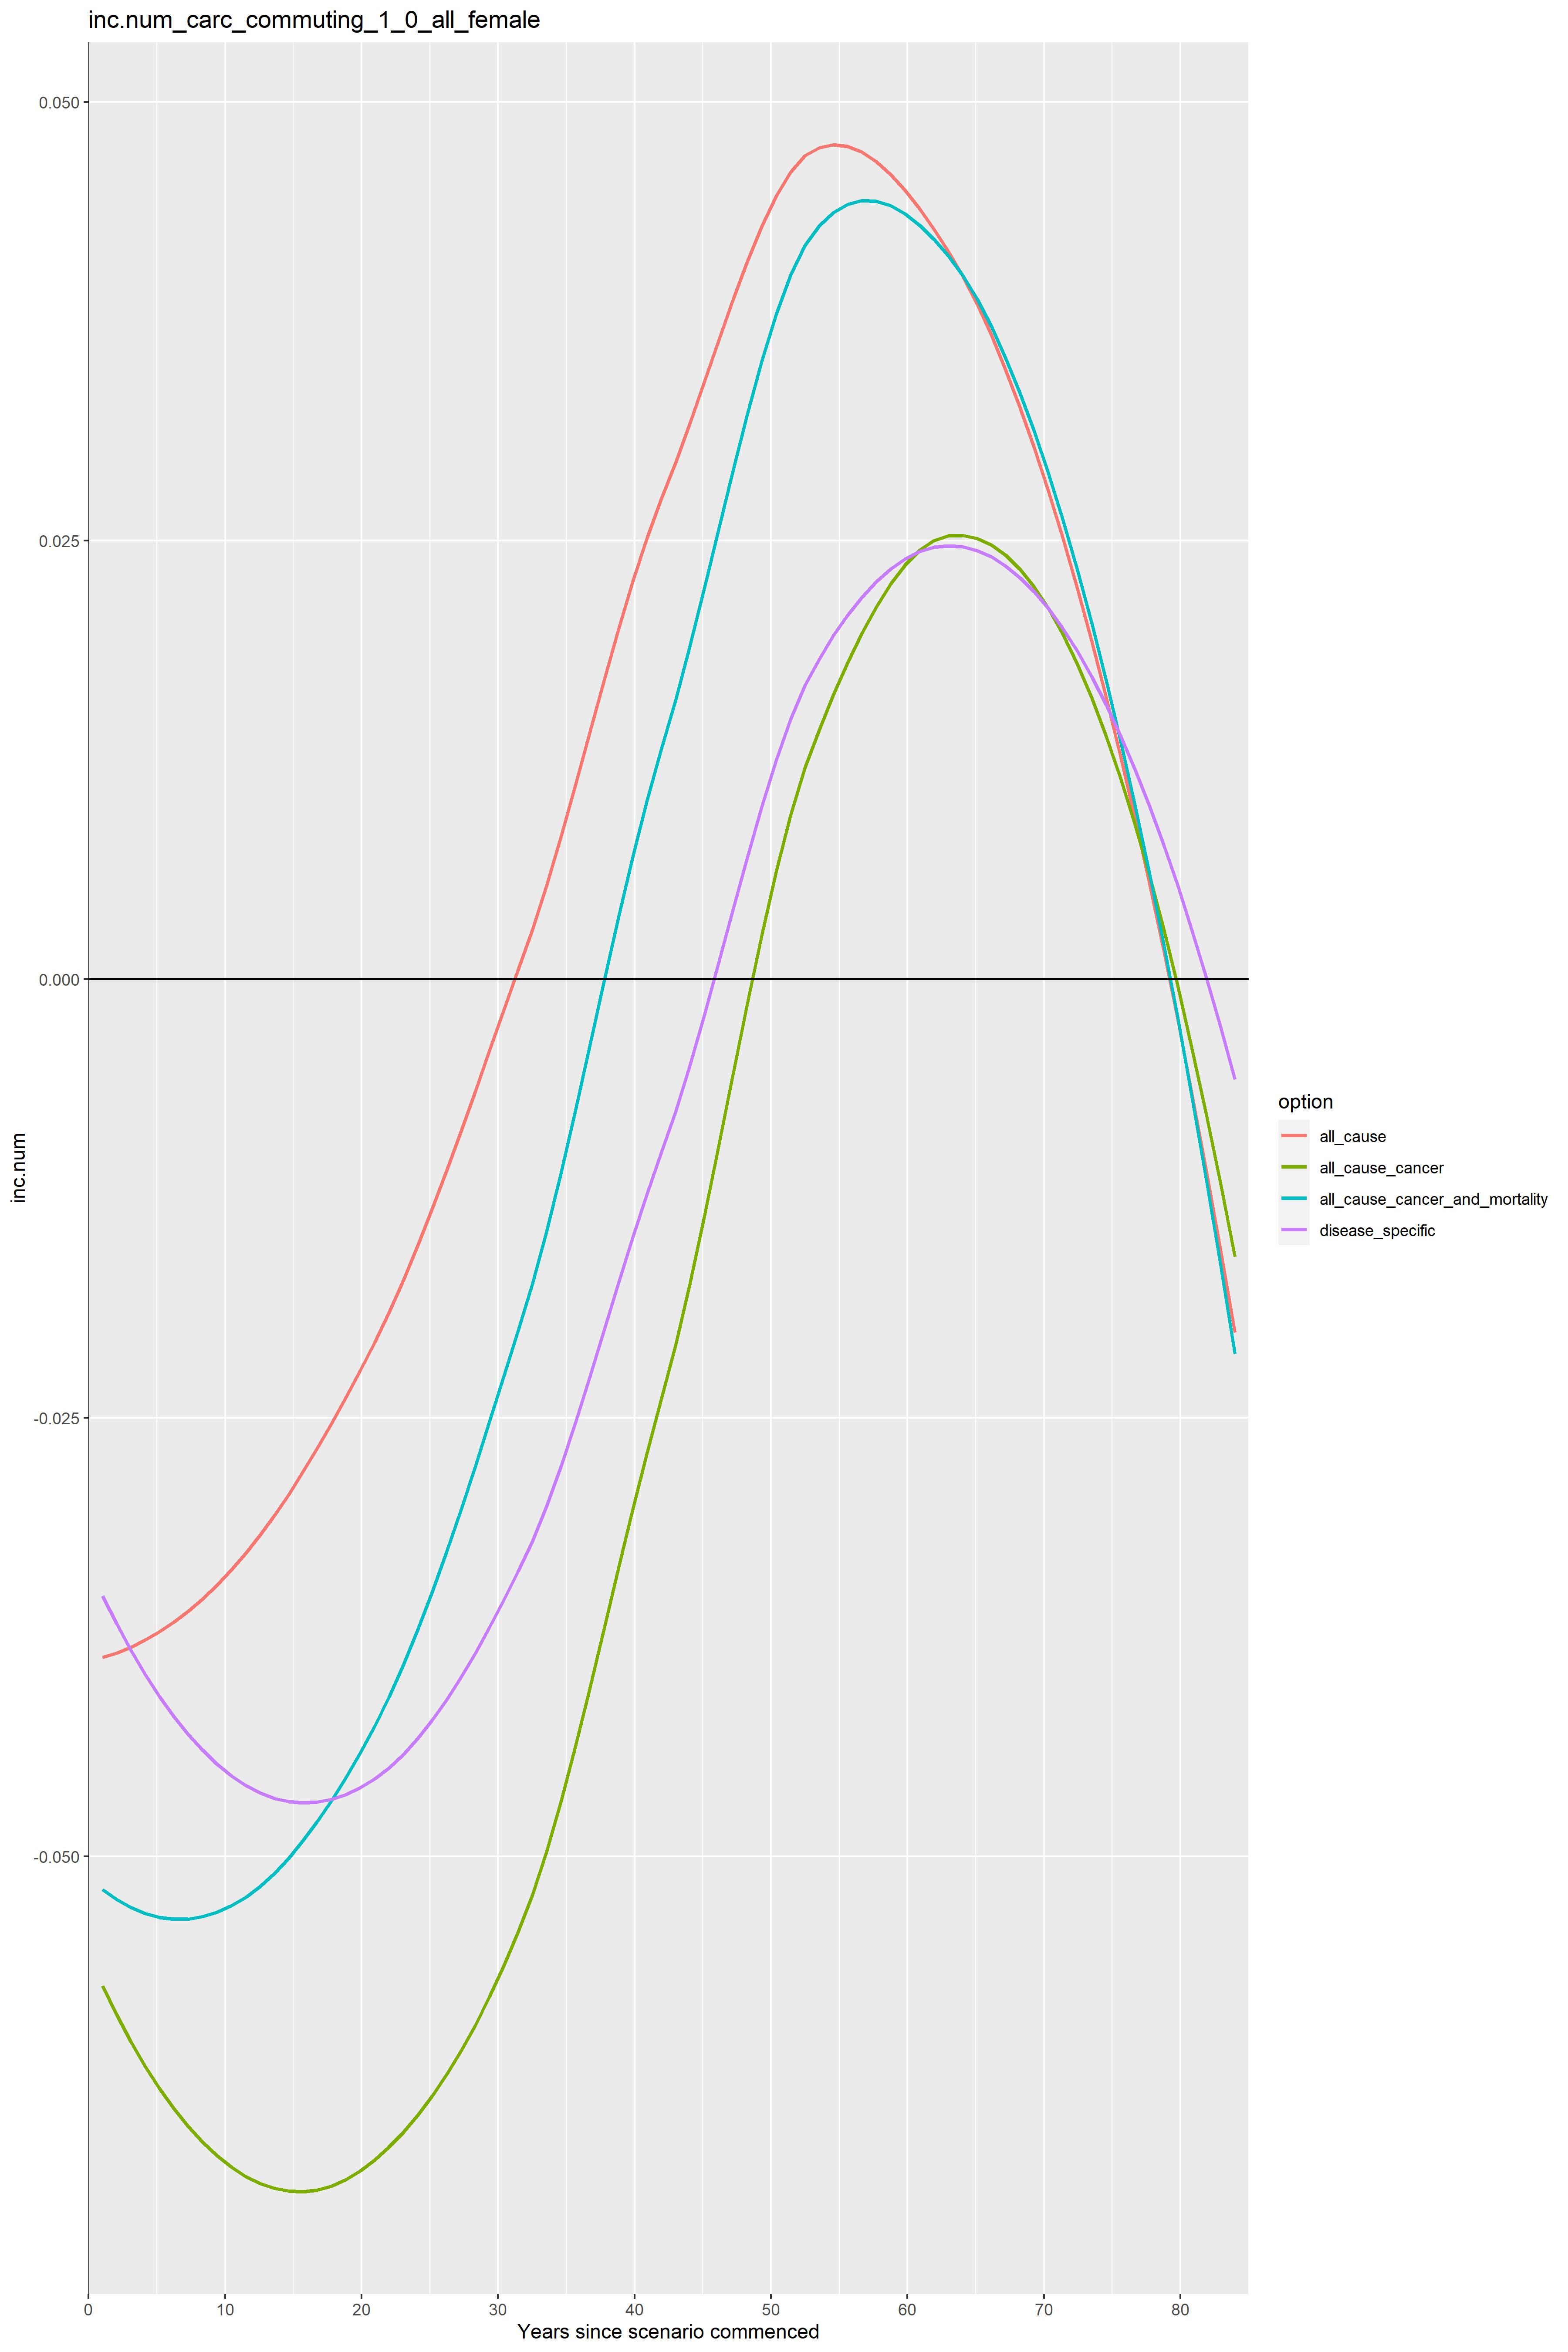 inc.num_carc_commuting_1_0_all_female
0.050
0.025
0.000
-0.025
-0.050
inc.num
0 10 20 30 40 50 60 70 80
Years since scenario commenced
option
all_cause
all_cause_cancer
all_cause_cancer_and_mortality
disease_specific